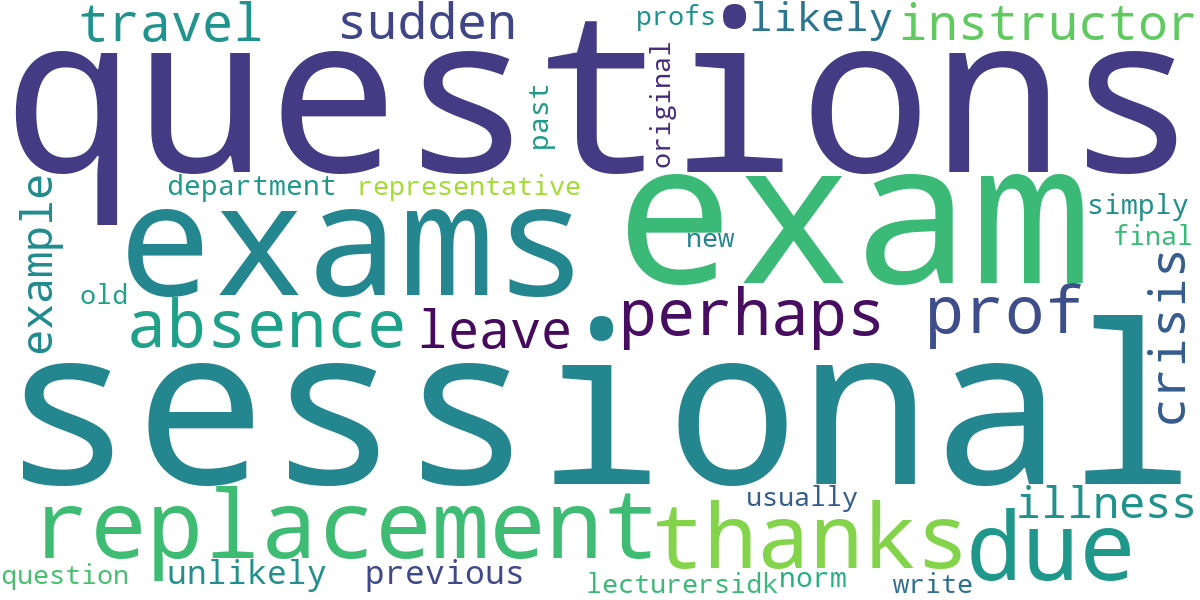 travel
sudden
profs
likely
instructor
questions
past
original
department
representative
example
exams
exam
new
simply
final
old
absence
leave
perhaps
prof
crisis
sessional
replacement
thanks
usually
illness
due
question
unlikely
previous
lecturersidk
norm
write